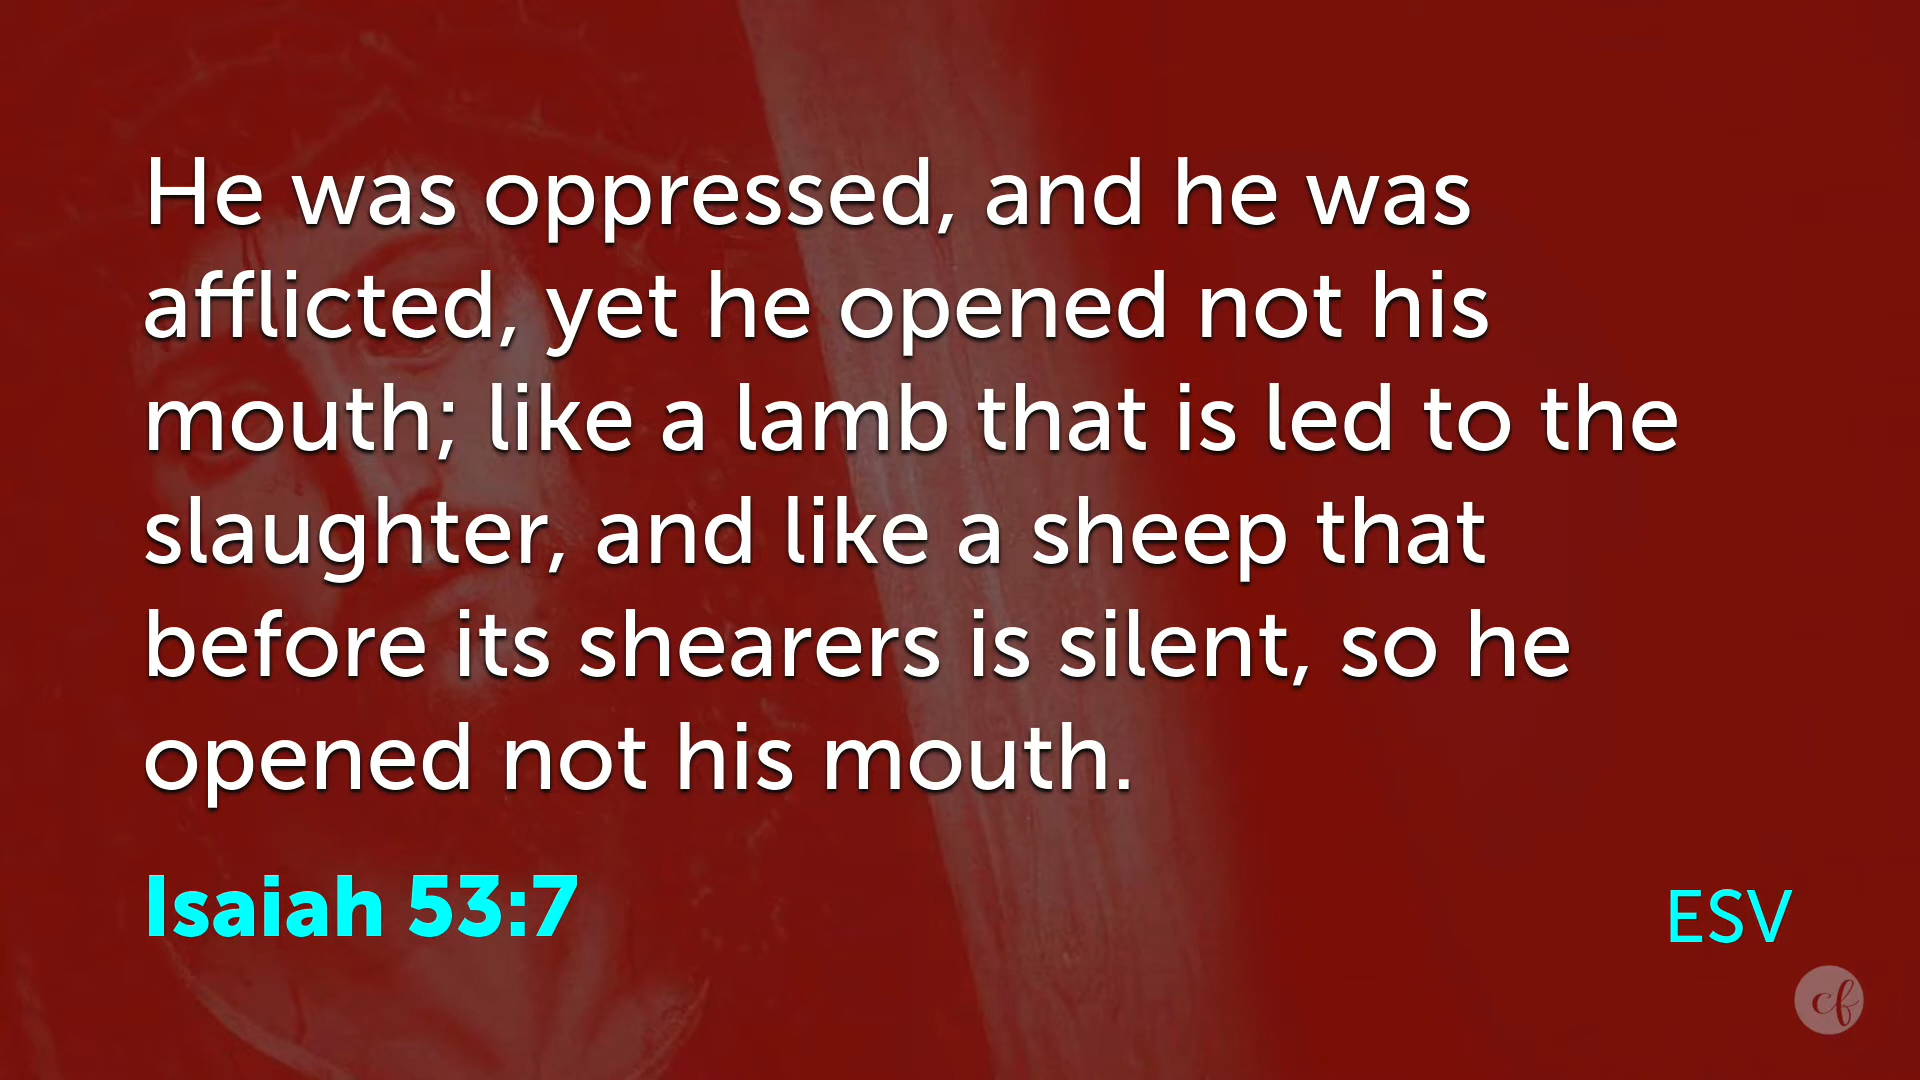 He was oppressed, and he was
afflicted, yet he opened not his
mouth; like a lamb that is led to the
slaughter, and like a sheep that
before its shearers is silent, so he
opened not his mouth.
Isaiah 53:7
ESV
cf